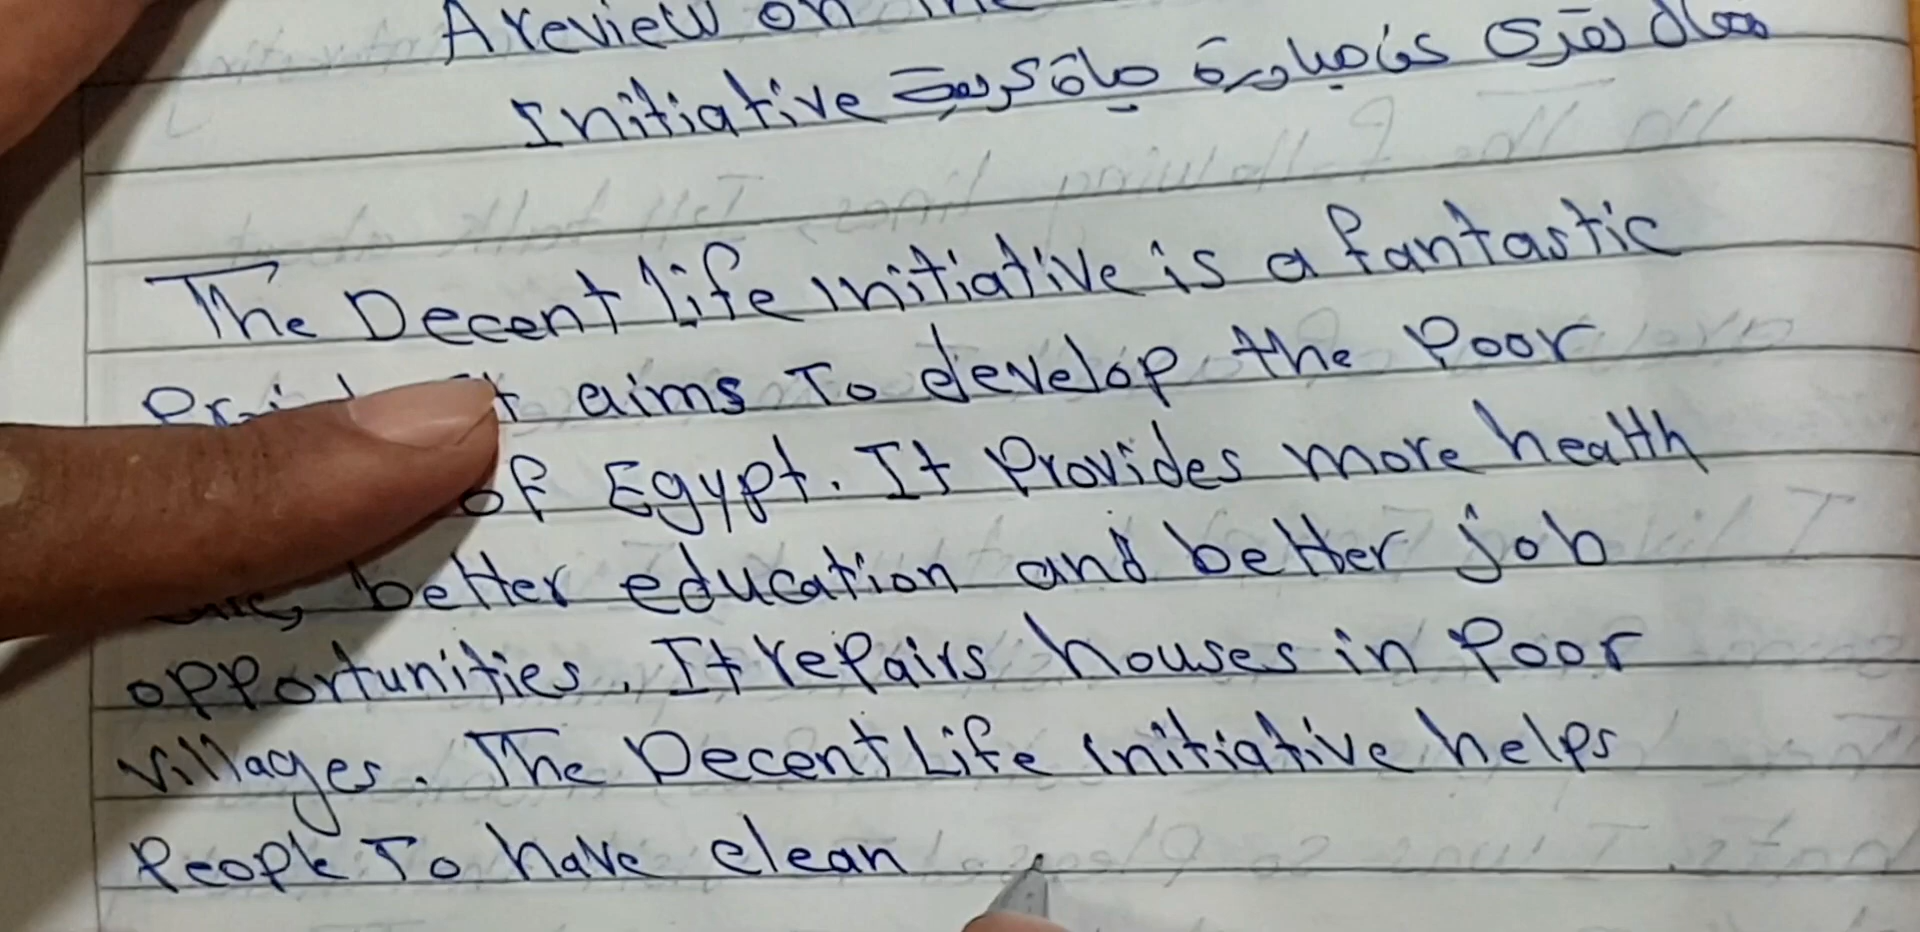 A review on the
Initiative مقال نقدى عن مبادرة حياة كريمة
The Decent life initiative is a fantastic
aims To develop the Poor
of Egypt. It Provides more health
better education and better job
opportunities. It repairs houses in Poor
villages. The Decent Life initiative helps
People To have clean